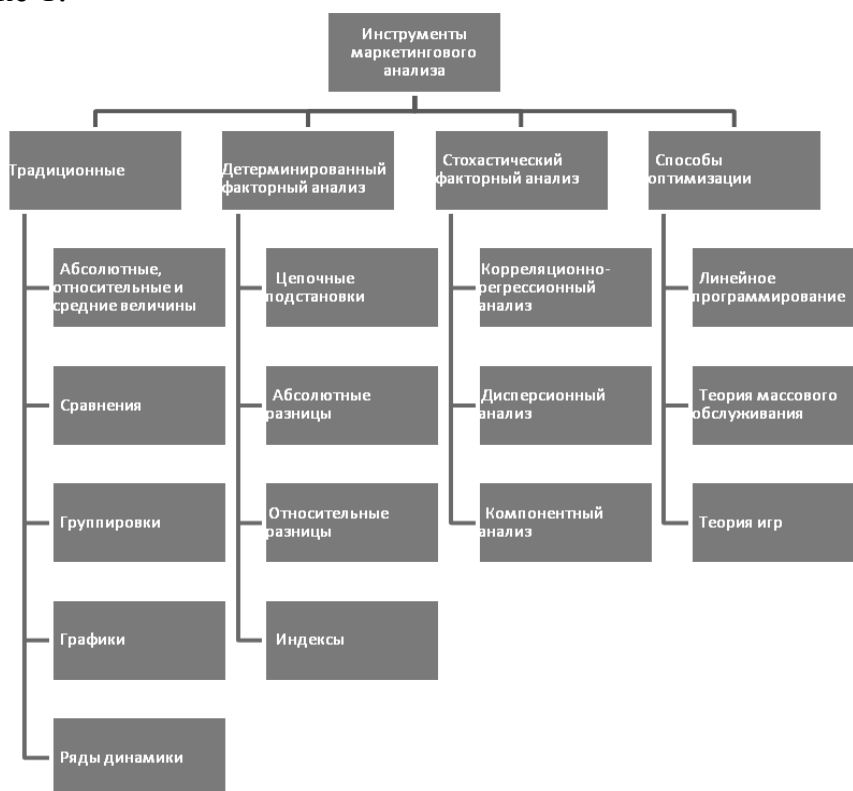 Инструменты
маркетингового
анализа
Традиционные
Детерминированный
факторный анализ
Стохастический
факторный анализ
Способы
оптимизации
Абсолютные,
относительные и
средние величины
Цепочные
подстановки
Корреляционно-
регрессионный
анализ
Линейное
программирование
Сравнения
Абсолютные
разницы
Дисперсионный
анализ
Теория массового
обслуживания
Группировки
Относительные
разницы
Компонентный
анализ
Теория игр
Графики
Индексы
Ряды динамики